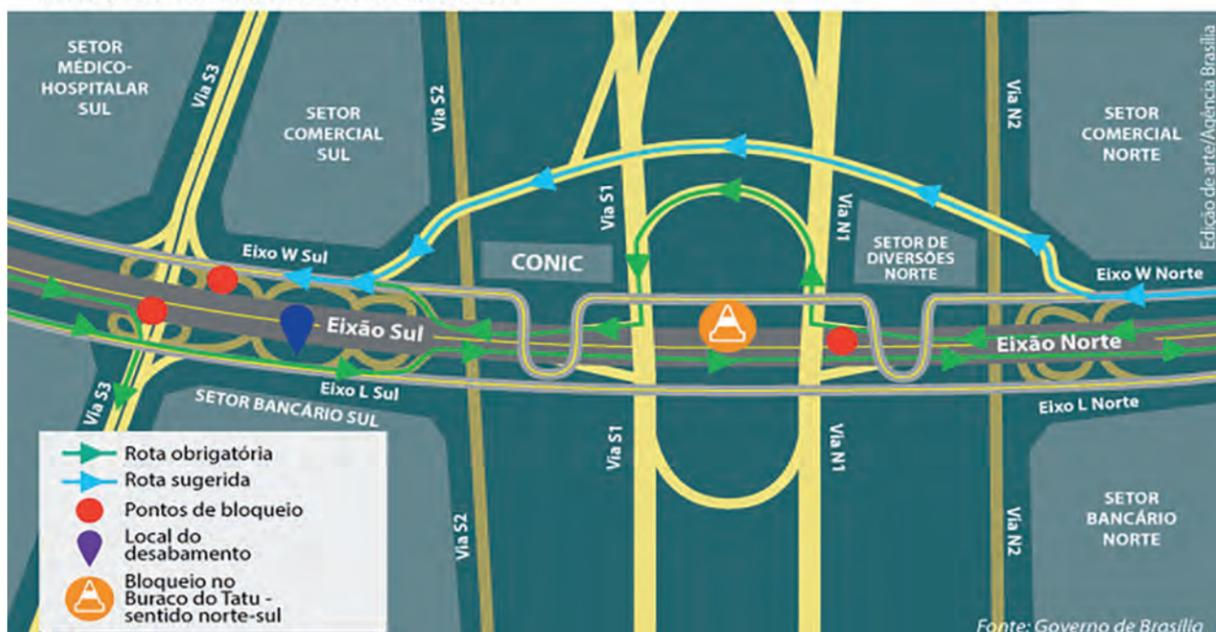 SETOR
MÉDICO-
HOSPITALAR
SUL
Via S3
SETOR
COMERCIAL
SUL
Via S2
Via S1
Via N1
Via N2
SETOR
COMERCIAL
NORTE
Edição de arte/Agência Brasília
Eixo W Sul
CONIC
SETOR DE
DIVERSÕES
NORTE
Eixo W Norte
Eixão Sul
Eixão Norte
Eixo L Sul
Eixo L Norte
Via S3
SETOR BANCÁRIO SUL
Via S1
Via N1
Via S2
Via N2
SETOR
BANCÁRIO
NORTE
Rota obrigatória
Rota sugerida
Pontos de bloqueio
Local do
desabamento
Bloqueio no
Buraco do Tatu -
sentido norte-sul
Fonte: Governo de Brasília